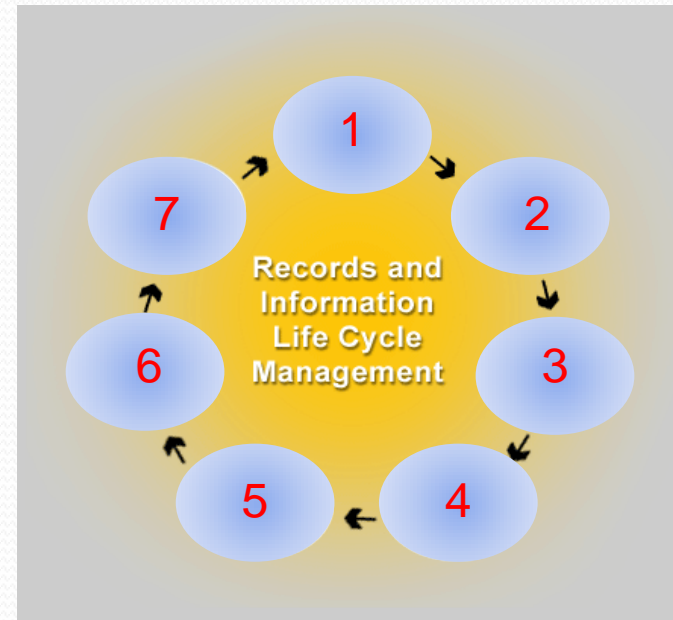 1
2
7
Records and
Information
Life Cycle
Management
6
3
5
4